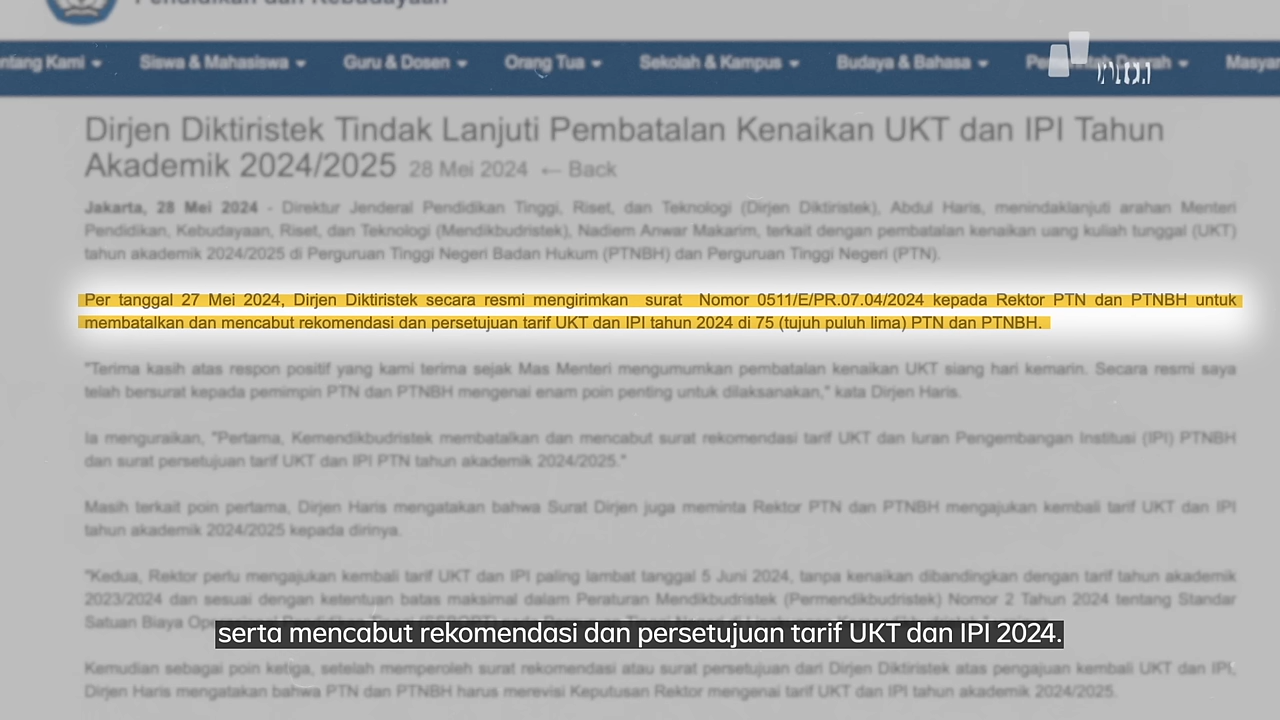 Pendidikan dan Kebudayaan
ntang Kami
Siswa & Mahasiswa
Guru & Dosen
Orang Tua
Sekolah & Kampus
Budaya & Bahasa
Masyar
Dirjen Diktiristek Tindak Lanjuti Pembatalan Kenaikan UKT dan IPI Tahun
Akademik 2024/2025 28 Mei 2024 ← Back
Jakarta, 28 Mei 2024 - Direktur Jenderal Pendidikan Tinggi, Riset, dan Teknologi (Dirjen Diktiristek), Abdul Haris, menindaklanjuti arahan Menteri
Pendidikan, Kebudayaan, Riset, dan Teknologi (Mendikbudristek), Nadiem Anwar Makarim, terkait dengan pembatalan kenaikan uang kuliah tunggal (UKT)
tahun akademik 2024/2025 di Perguruan Tinggi Negeri Badan Hukum (PTNBH) dan Perguruan Tinggi Negeri (PTN).
Per tanggal 27 Mei 2024, Dirjen Diktiristek secara resmi mengirimkan surat Nomor 0511/E/PR.07.04/2024 kepada Rektor PTN dan PTNBH untuk
membatalkan dan mencabut rekomendasi dan persetujuan tarif UKT dan IPI tahun 2024 di 75 (tujuh puluh lima) PTN dan PTNBH.
"Terima kasih atas respon positif yang kami terima sejak Mas Menteri mengumumkan pembatalan kenaikan UKT siang hari kemarin. Secara resmi saya
telah bersurat kepada pemimpin PTN dan PTNBH mengenai enam poin penting untuk dilaksanakan," kata Dirjen Haris.
Ia menguraikan, "Pertama, Kemendikbudristek membatalkan dan mencabut surat rekomendasi tarif UKT dan Iuran Pengembangan Institusi (IPI) PTNBH
dan surat persetujuan tarif UKT dan IPI PTN tahun akademik 2024/2025."
Masih terkait poin pertama, Dirjen Haris mengatakan bahwa Surat Dirjen juga meminta Rektor PTN dan PTNBH mengajukan kembali tarif UKT dan IPI
tahun akademik 2024/2025 kepada dirinya.
"Kedua, Rektor perlu mengajukan kembali tarif UKT dan IPI paling lambat tanggal 5 Juni 2024, tanpa kenaikan dibandingkan dengan tarif tahun akademik
2023/2024 dan sesuai dengan ketentuan batas maksimal dalam Peraturan Mendikbudristek (Permendikbudristek) Nomor 2 Tahun 2024 tentang Standar
Satuan Biaya
serta mencabut rekomendasi dan persetujuan tarif UKT dan IPI 2024.
Kemudian sebagai poin ketiga, setelah memperoleh surat rekomendasi atau surat persetujuan dari Dirjen Diktiristek atas pengajuan kembali UKT dan IPI,
Dirjen Haris mengatakan bahwa PTN dan PTNBH harus merevisi Keputusan Rektor mengenai tarif UKT dan IPI tahun akademik 2024/2025.